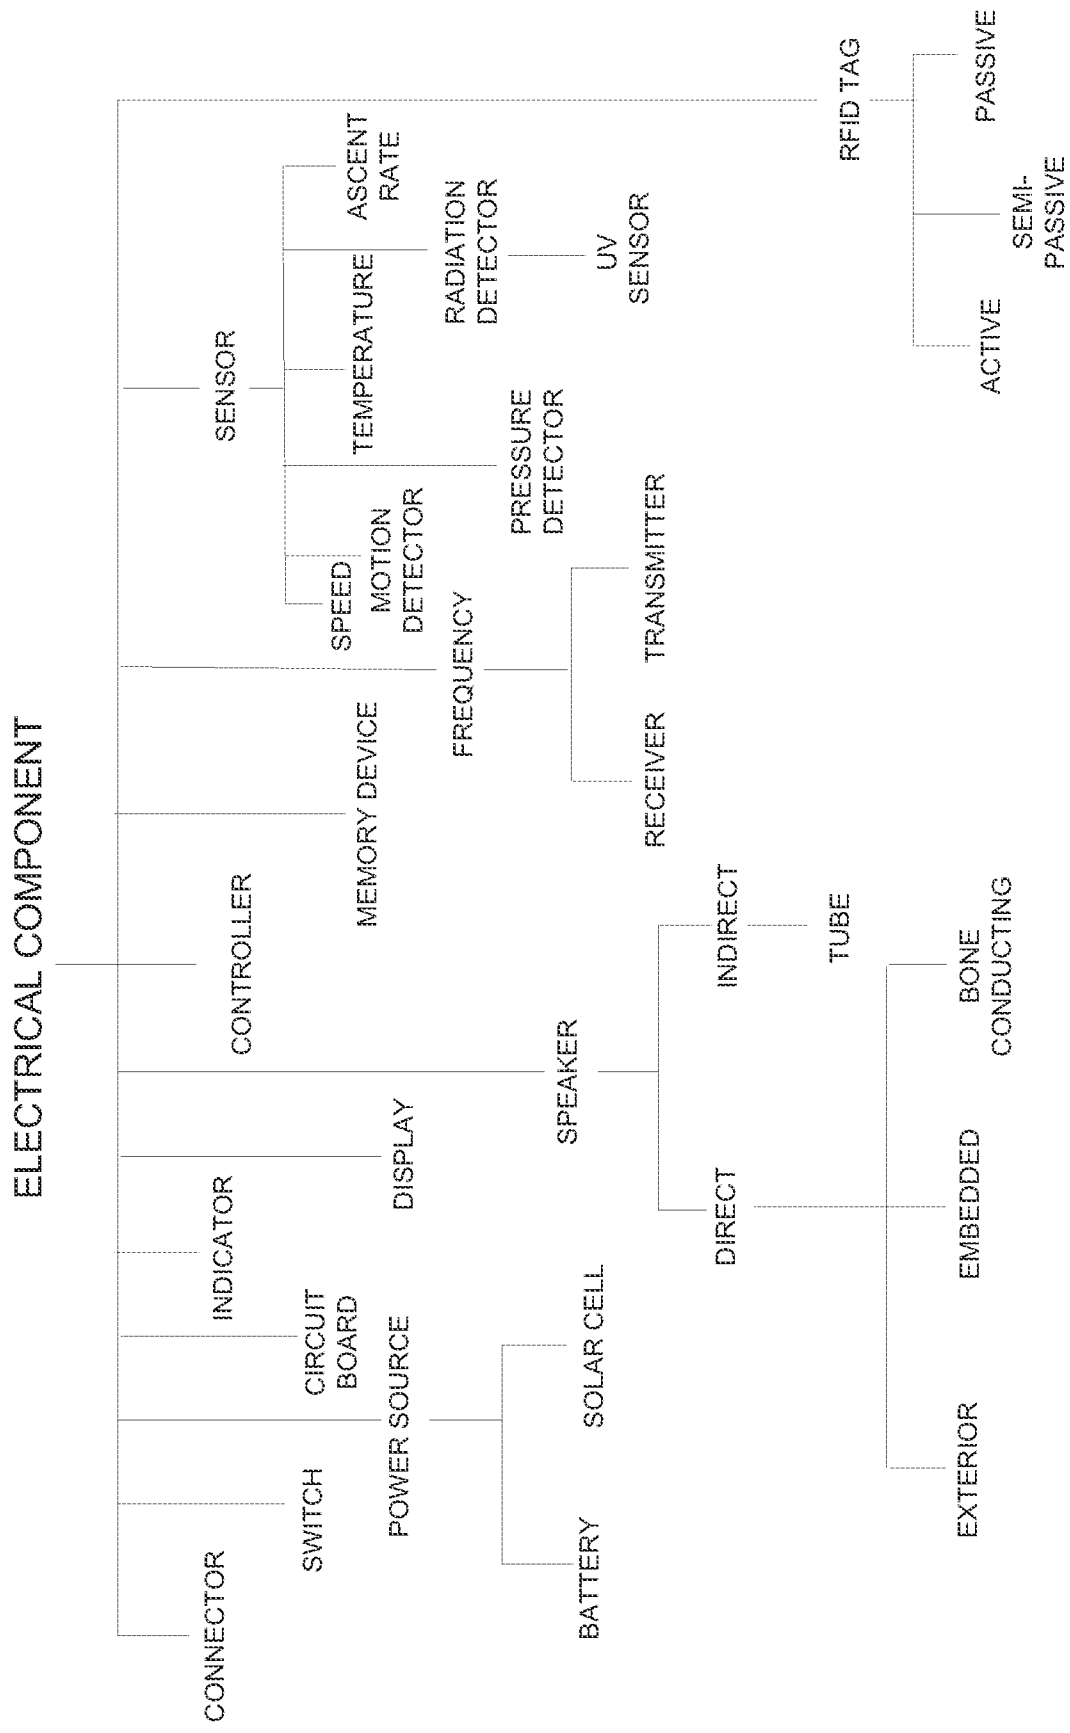 ELECTRICAL COMPONENT
CONNECTOR
SWITCH
POWER SOURCE
BATTERY
SOLAR CELL
CIRCUIT
BOARD
INDICATOR
DISPLAY
SPEAKER
DIRECT
EXTERIOR
EMBEDDED
BONE
CONDUCTING
INDIRECT
TUBE
CONTROLLER
MEMORY DEVICE
FREQUENCY
RECEIVER
TRANSMITTER
SENSOR
SPEED
MOTION
DETECTOR
PRESSURE
DETECTOR
TEMPERATURE
RADIATION
DETECTOR
UV
SENSOR
ASCENT
RATE
RFID TAG
ACTIVE
SEMI-
PASSIVE
PASSIVE